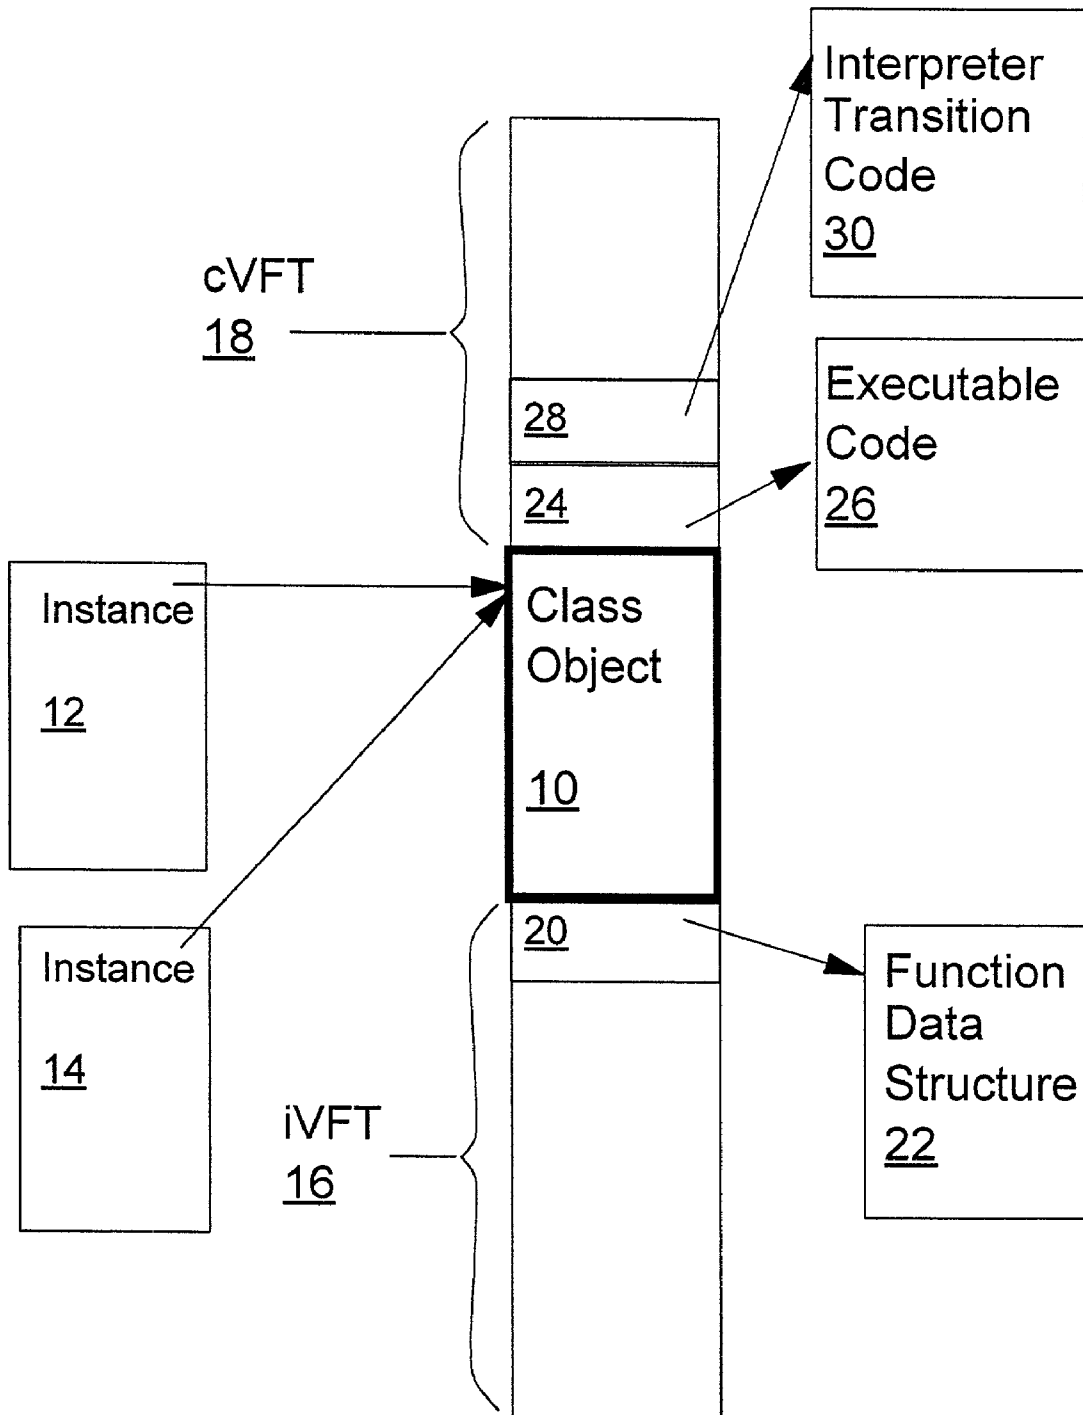 Interpreter
Transition
Code
30
cVFT
18
Executable
Code
26
28
24
Instance
12
Class
Object
10
Instance
14
20
Function
Data
Structure
22
iVFT
16